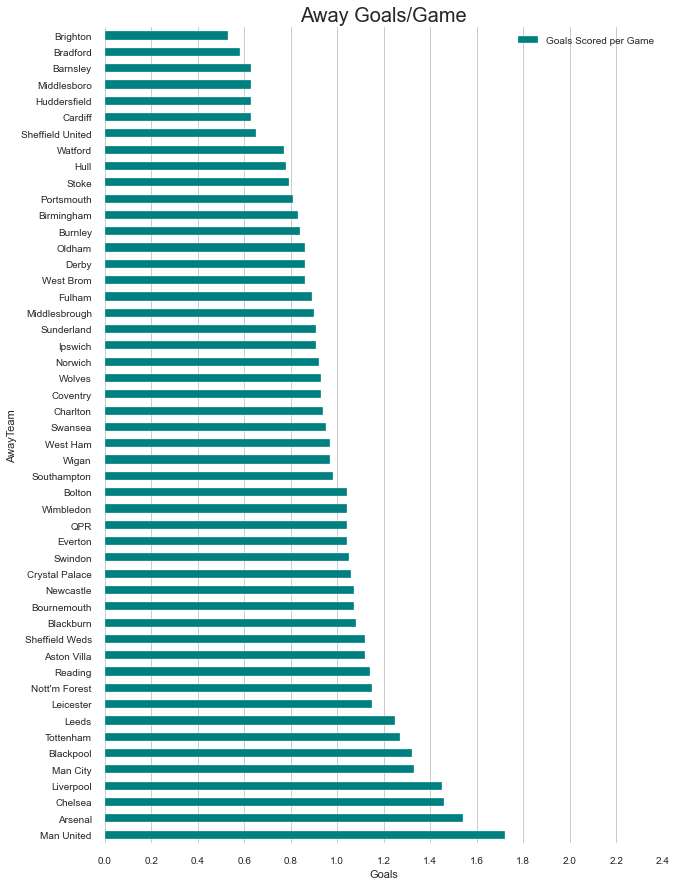 Away Goals/Game
Goals Scored per Game
AwayTeam
Brighton
Bradford
Barnsley
Middlesboro
Huddersfield
Cardiff
Sheffield United
Watford
Hull
Stoke
Portsmouth
Birmingham
Burnley
Oldham
Derby
West Brom
Fulham
Middlesbrough
Sunderland
Ipswich
Norwich
Wolves
Coventry
Charlton
Swansea
West Ham
Wigan
Southampton
Bolton
Wimbledon
QPR
Everton
Swindon
Crystal Palace
Newcastle
Bournemouth
Blackburn
Sheffield Weds
Aston Villa
Reading
Nott'm Forest
Leicester
Leeds
Tottenham
Blackpool
Man City
Liverpool
Chelsea
Arsenal
Man United
0.0 0.2 0.4 0.6 0.8 1.0 1.2 1.4 1.6 1.8 2.0 2.2 2.4
Goals